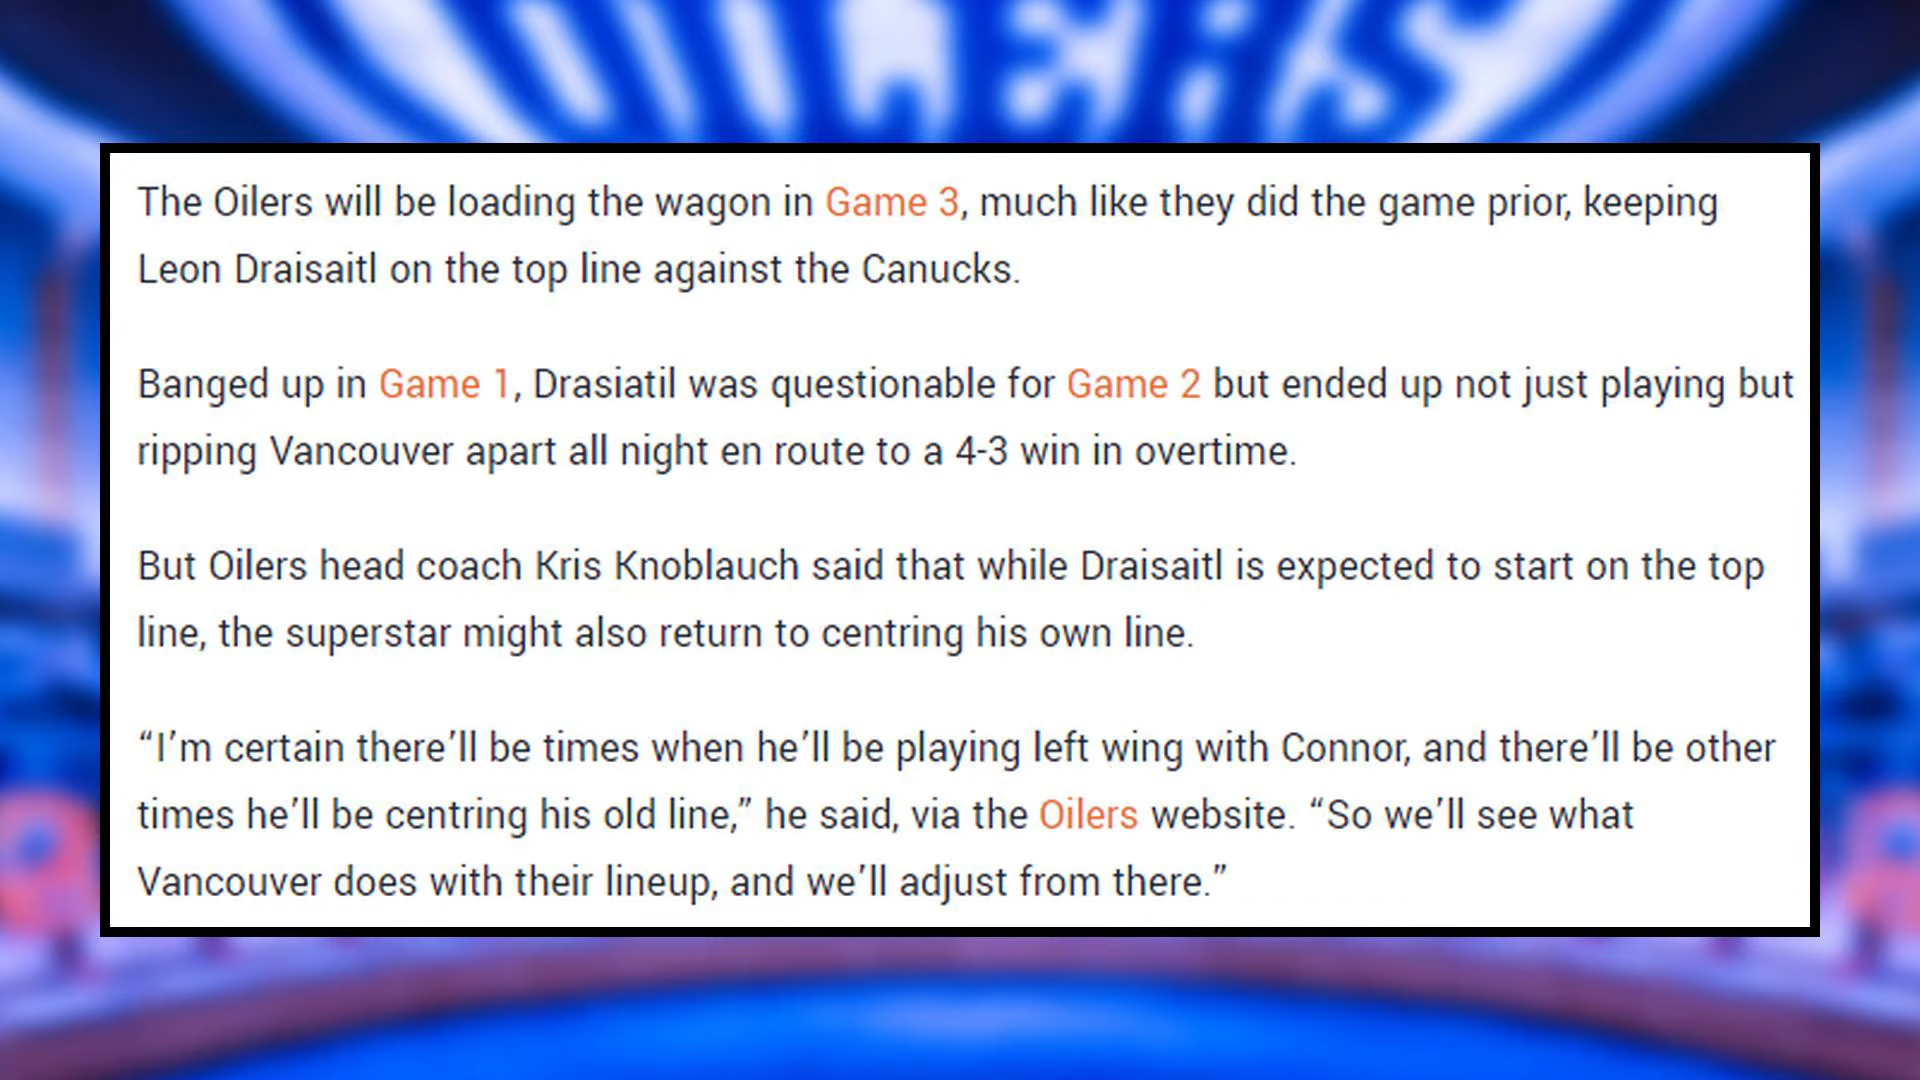 OILERS
The Oilers will be loading the wagon in Game 3, much like they did the game prior, keeping
Leon Draisaitl on the top line against the Canucks.
Banged up in Game 1, Drasiatil was questionable for Game 2 but ended up not just playing but
ripping Vancouver apart all night en route to a 4-3 win in overtime.
But Oilers head coach Kris Knoblauch said that while Draisaitl is expected to start on the top
line, the superstar might also return to centring his own line.
“I’m certain there’ll be times when he’ll be playing left wing with Connor, and there’ll be other
times he’ll be centring his old line,” he said, via the Oilers website. “So we’ll see what
Vancouver does with their lineup, and we’ll adjust from there.”